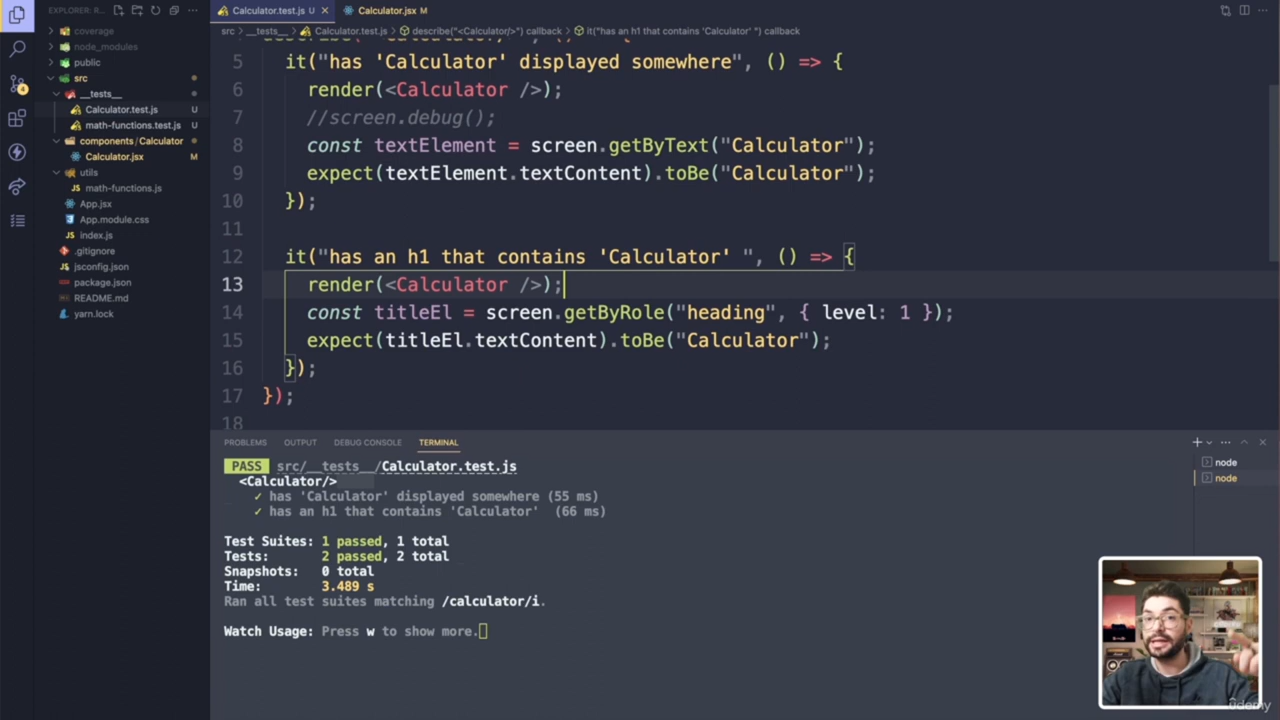 EXPLORER: R...
coverage
node_modules
public
src
__tests__
Calculator.test.js U
math-functions.test.js U
components/Calculator
Calculator.jsx M
utils
math-functions.js
App.jsx
App.module.css
index.js
.gitignore
jsconfig.json
package.json
README.md
yarn.lock
4
Calculator.test.js U
Calculator.jsx M
src > __tests__ > Calculator.test.js > describe("<Calculator/>") callback > it("has an h1 that contains 'Calculator' ") callback
5 it("has 'Calculator' displayed somewhere", () => {
6 render(<Calculator />);
7 //screen.debug();
8 const textElement = screen.getByText("Calculator");
9 expect(textElement.textContent).toBe("Calculator");
10 });
11
12 it("has an h1 that contains 'Calculator' ", () => {
13 render(<Calculator />);
14 const titleEl = screen.getByRole("heading", { level: 1 });
15 expect(titleEl.textContent).toBe("Calculator");
16 });
17 });
18
PROBLEMS OUTPUT DEBUG CONSOLE TERMINAL
PASS src/__tests__/Calculator.test.js
<Calculator/>
✓ has 'Calculator' displayed somewhere (55 ms)
✓ has an h1 that contains 'Calculator' (66 ms)
Test Suites: 1 passed, 1 total
Tests: 2 passed, 2 total
Snapshots: 0 total
Time: 3.489 s
Ran all test suites matching /calculator/i.
Watch Usage: Press w to show more.
node
node
ûdemy